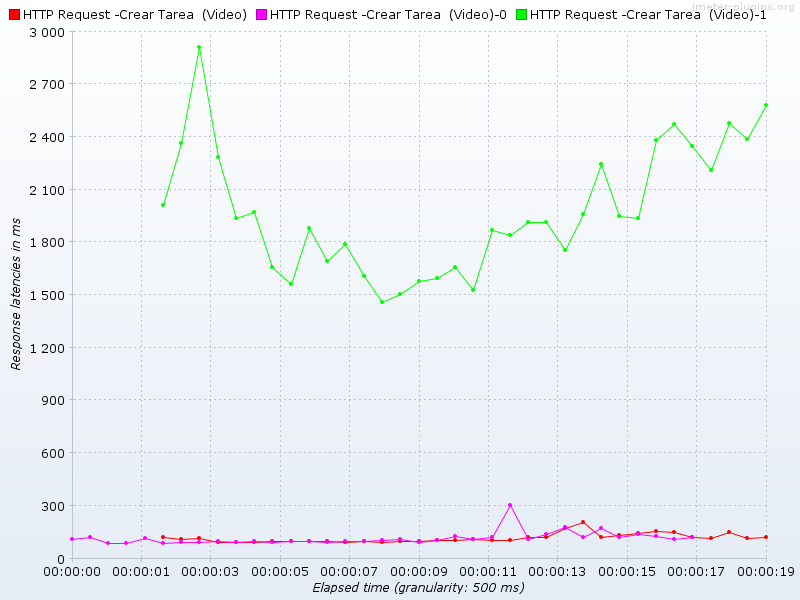 HTTP Request -Crear Tarea  (Video) HTTP Request -Crear Tarea  (Video)-0 HTTP Request -Crear Tarea  (Video)-1
jmeter-plugins.org
3 000
2 700
2 400
2 100
1 800
1 500
1 200
900
600
300
0
Response latencies in ms
00:00:00 00:00:01 00:00:03 00:00:05 00:00:07 00:00:09 00:00:11 00:00:13 00:00:15 00:00:17 00:00:19
Elapsed time (granularity: 500 ms)